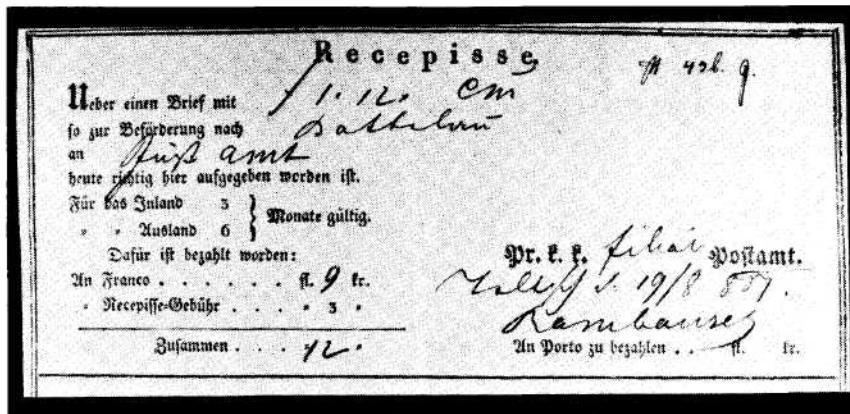 Recepisse
Ueber einen Brief mit f 1. 12. CM
so zur Beförderung nach
an amt
heute richtig hier aufgegeben worden ist.
Für das Inland 3
" " Ausland 6 } Monate gültig.
Dafür ist bezahlt worden:
An Franco . . . . . . . fl. 9 kr.
" Recepisse-Gebühr . . . " 3 "
Zusammen . . . 12.
Pr. k. k. filial Postamt.
19/8
An Porto zu bezahlen . . fl. kr.